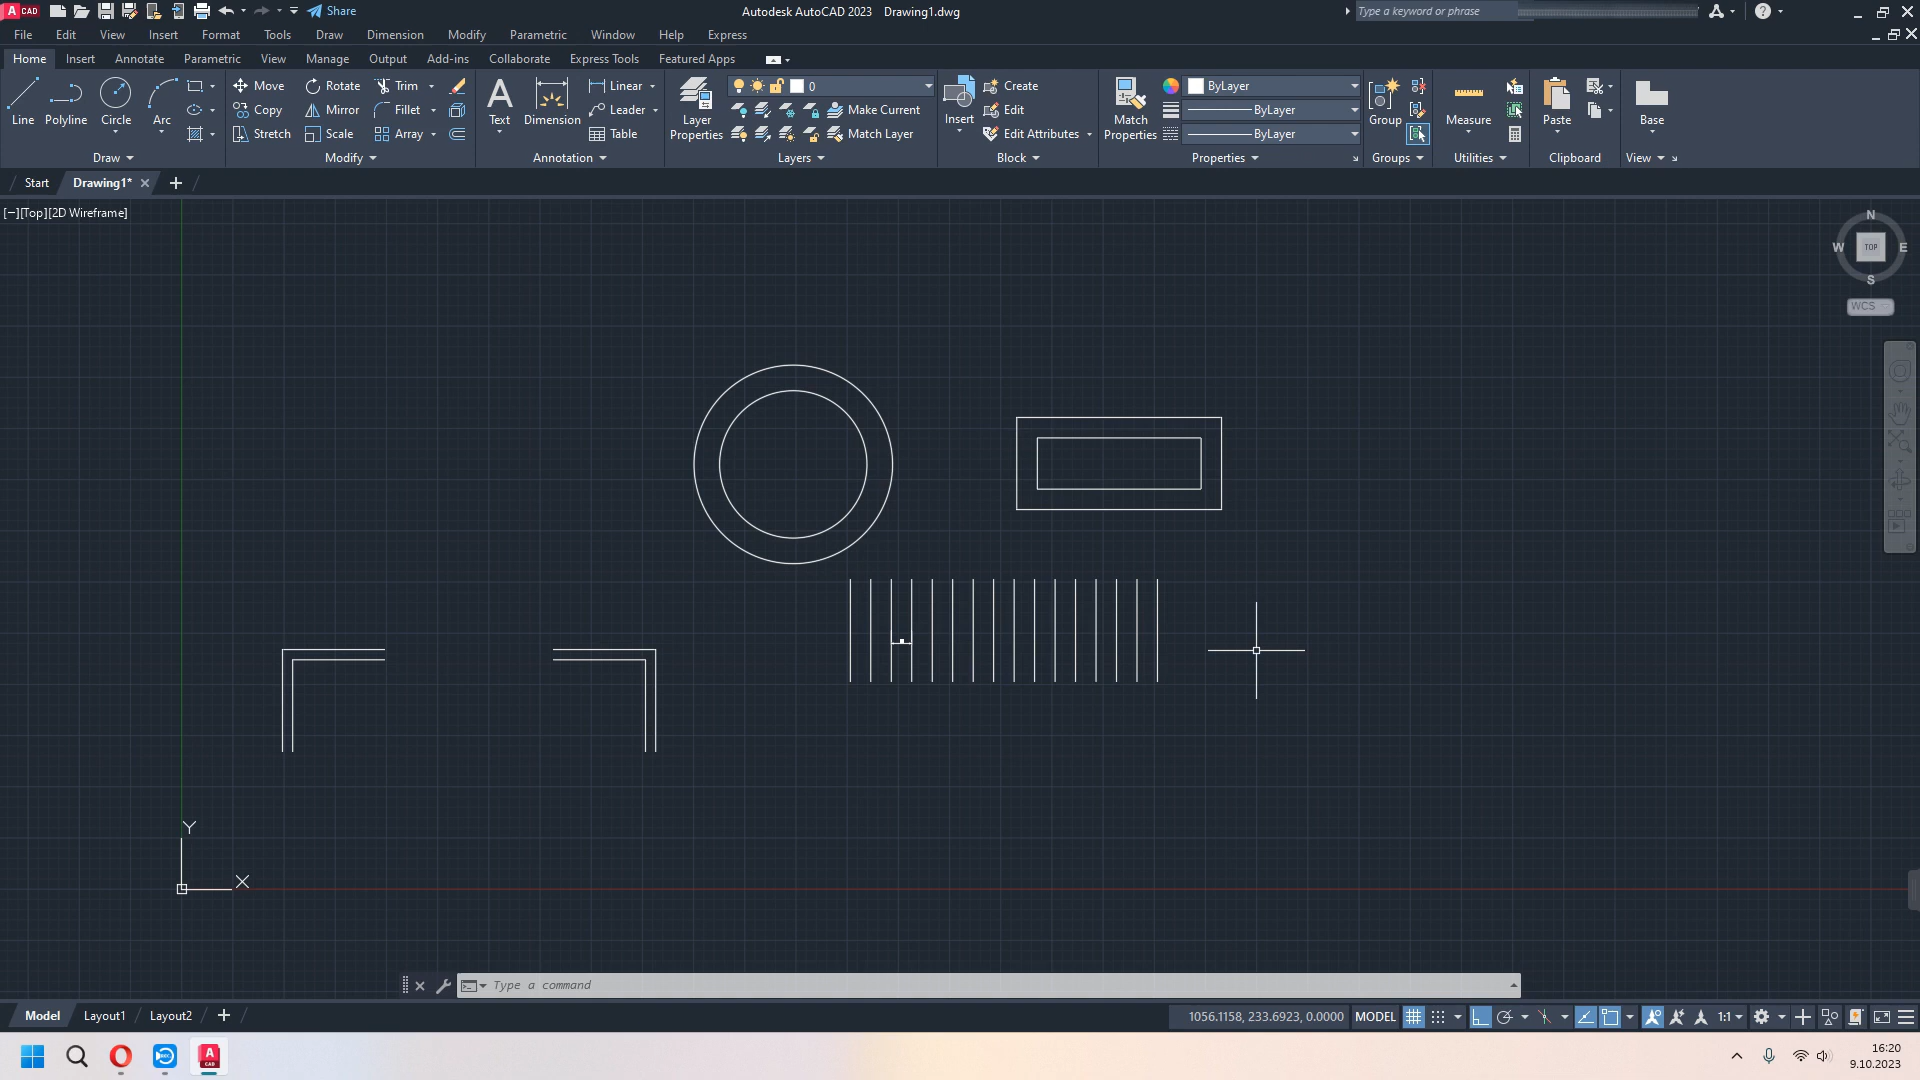 A CAD Share Autodesk AutoCAD 2023 Drawing1.dwg Type a keyword or phrase
File Edit View Insert Format Tools Draw Dimension Modify Parametric Window Help Express
Home Insert Annotate Parametric View Manage Output Add-ins Collaborate Express Tools Featured Apps
Line Polyline Circle Arc
Move Rotate Trim
Copy Mirror Fillet
Stretch Scale Array
Text Dimension
Linear
Leader
Table
Layer Properties
0
Make Current
Match Layer
Insert
Create
Edit
Edit Attributes
Match Properties
ByLayer
ByLayer
ByLayer
Group
Measure
Paste
Base
Draw Modify Annotation Layers Block Properties Groups Utilities Clipboard View
Start Drawing1*
[−][Top][2D Wireframe]
N
W TOP E
S
WCS
Y
X
Type a command
Model Layout1 Layout2 1056.1158, 233.6923, 0.0000 MODEL 1:1
A CAD
16:20
9.10.2023